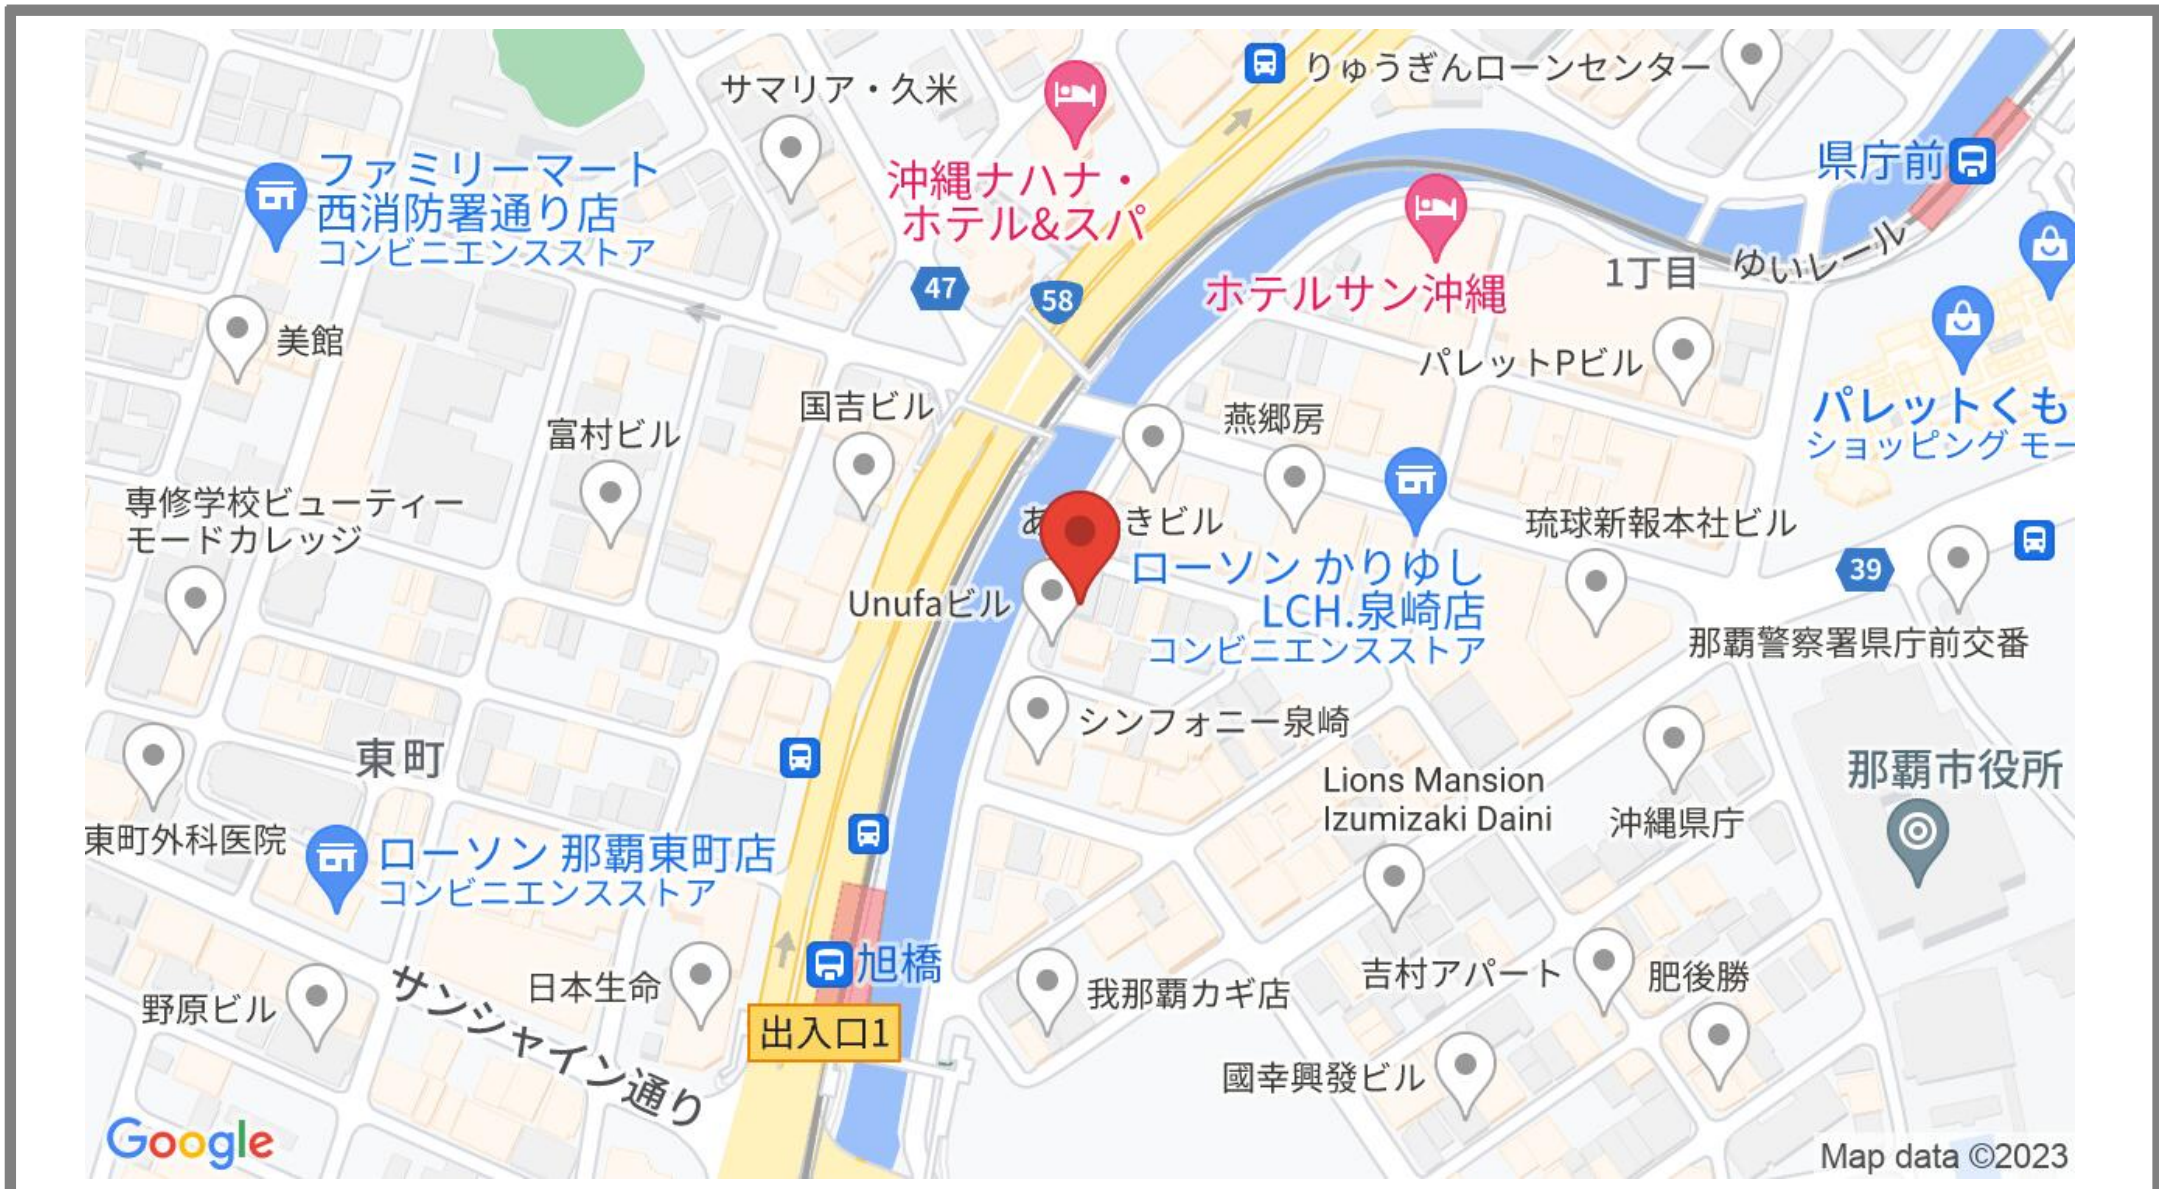 りゅうぎんローンセンター
サマリア・久米
県庁前
ファミリーマート
西消防署通り店
コンビニエンスストア
沖縄ナハナ・
ホテル&スパ
ゆいレール
1丁目
47
58
ホテルサン沖縄
美館
パレットPビル
国吉ビル
燕郷房
パレットくも
ショッピング モー
富村ビル
専修学校ビューティー
モードカレッジ
あ
きビル
琉球新報本社ビル
ローソン かりゆし
LCH.泉崎店
コンビニエンスストア
39
Unufaビル
那覇警察署県庁前交番
シンフォニー泉崎
東町
那覇市役所
Lions Mansion
Izumizaki Daini
沖縄県庁
東町外科医院
ローソン 那覇東町店
コンビニエンスストア
旭橋
吉村アパート
肥後勝
日本生命
我那覇カギ店
野原ビル
サンシャイン通り
出入口1
國幸興發ビル
Google
Map data ©2023